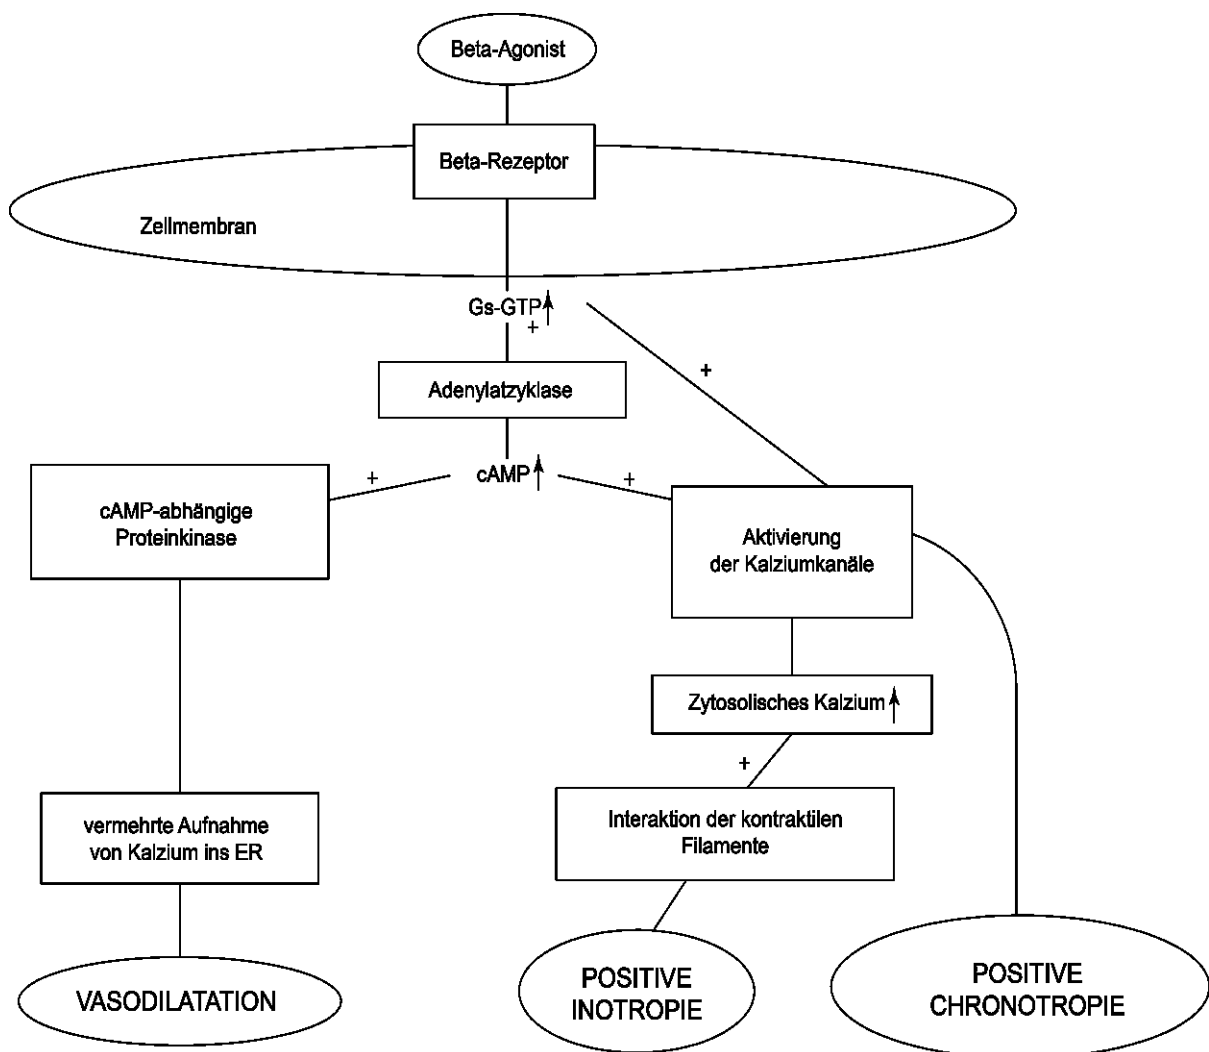 Beta-Agonist
Beta-Rezeptor
Zellmembran
Gs-GTP↑
+
+
Adenylatzyklase
cAMP↑
+
+
cAMP-abhängige
Proteinkinase
Aktivierung
der Kalziumkanäle
Zytosolisches Kalzium↑
+
vermehrte Aufnahme
von Kalzium ins ER
Interaktion der kontraktilen
Filamente
VASODILATATION
POSITIVE
INOTROPIE
POSITIVE
CHRONOTROPIE